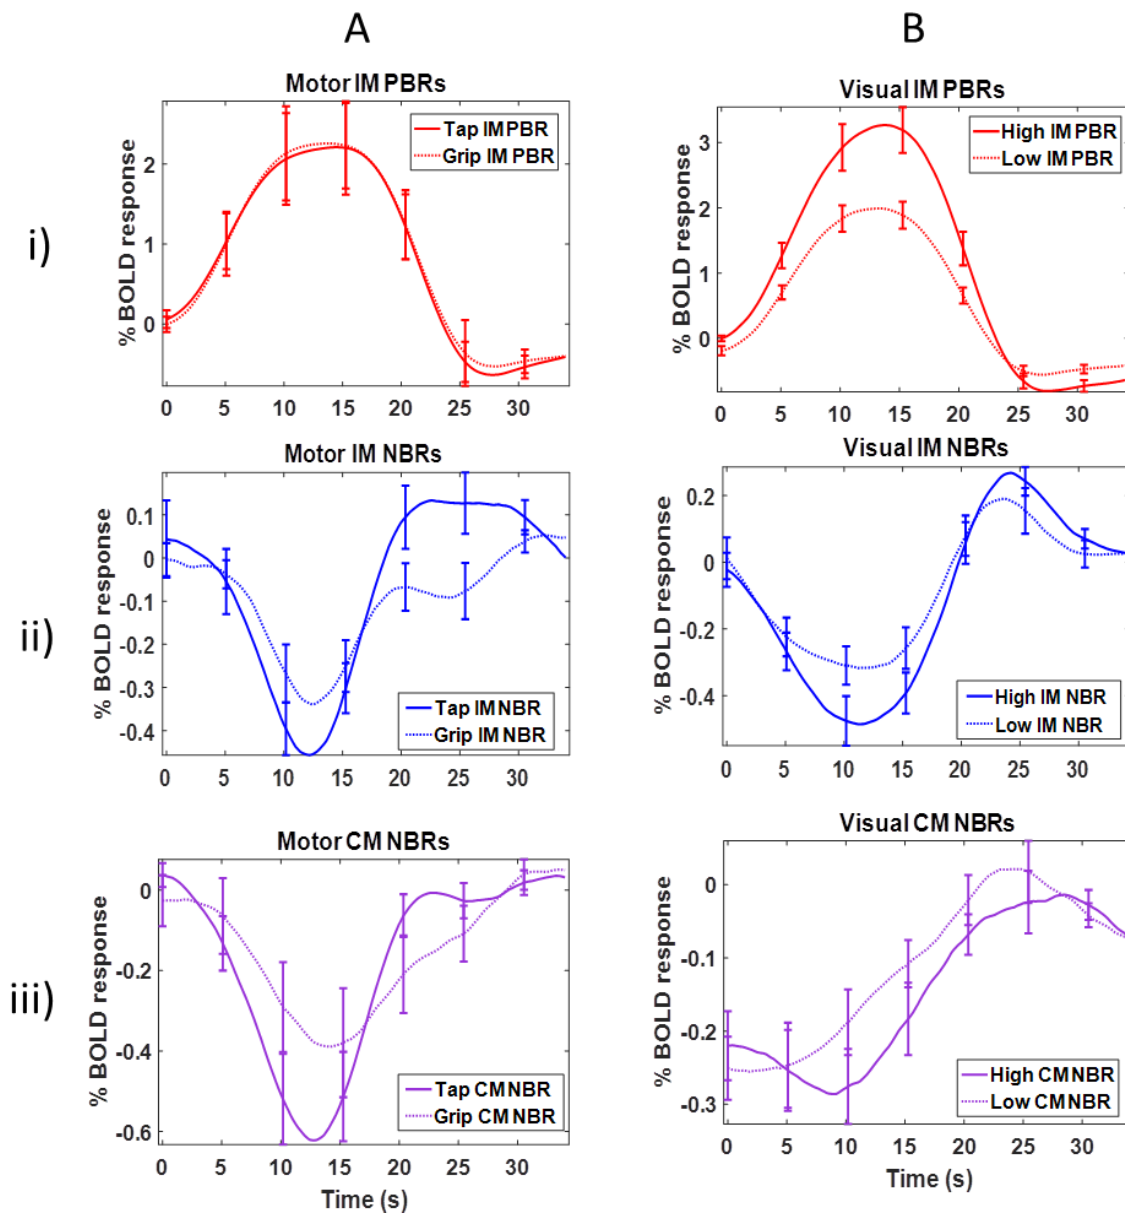 A
B
i)
Motor IM PBRs
% BOLD response
2
1
0
Tap IM PBR
Grip IM PBR
0 5 10 15 20 25 30
Visual IM PBRs
% BOLD response
3
2
1
0
High IM PBR
Low IM PBR
0 5 10 15 20 25 30
ii)
Motor IM NBRs
% BOLD response
0.1
0
-0.1
-0.2
-0.3
-0.4
Tap IM NBR
Grip IM NBR
0 5 10 15 20 25 30
Visual IM NBRs
% BOLD response
0.2
0
-0.2
-0.4
High IM NBR
Low IM NBR
0 5 10 15 20 25 30
iii)
Motor CM NBRs
% BOLD response
0
-0.2
-0.4
-0.6
Tap CM NBR
Grip CM NBR
0 5 10 15 20 25 30
Time (s)
Visual CM NBRs
% BOLD response
0
-0.1
-0.2
-0.3
High CM NBR
Low CM NBR
0 5 10 15 20 25 30
Time (s)